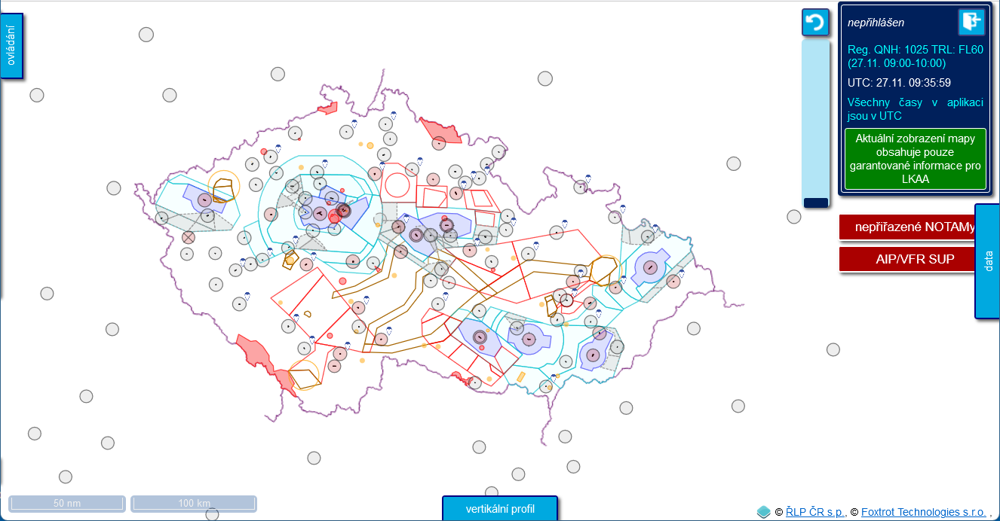 ovládání
nepřihlášen
Reg. QNH: 1025 TRL: FL60
(27.11. 09:00-10:00)
UTC: 27.11. 09:35:59
Všechny časy v aplikaci
jsou v UTC
Aktuální zobrazení mapy
obsahuje pouze
garantované informace pro
LKAA
nepřiřazené NOTAMy
AIP/VFR SUP
data
50 nm
100 km
vertikální profil
© ŘLP ČR s.p., © Foxtrot Technologies s.r.o. ,